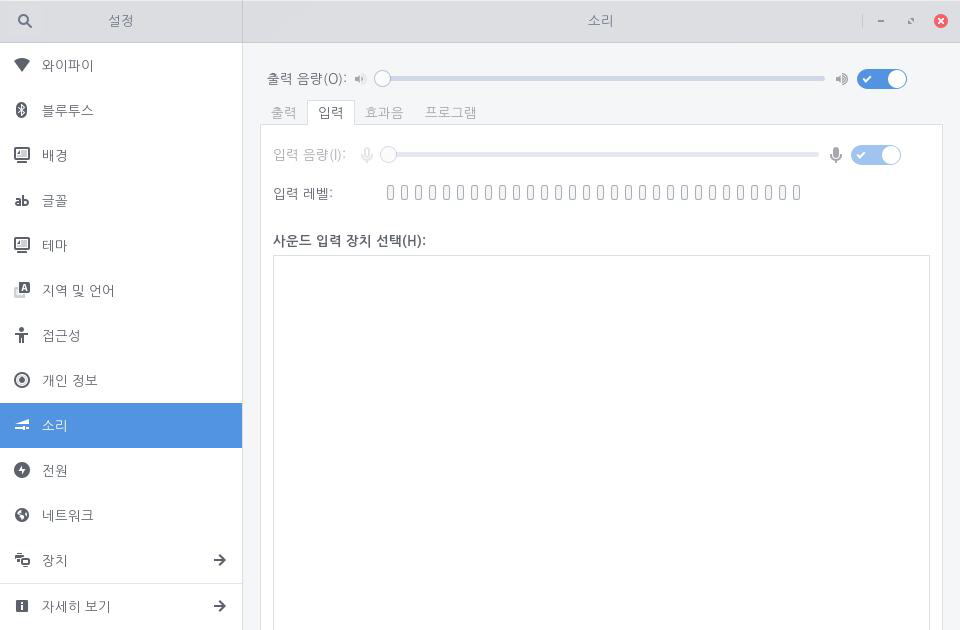 설정
소리
와이파이
블루투스
배경
ab 글꼴
테마
A 지역 및 언어
접근성
개인 정보
소리
전원
네트워크
장치
자세히 보기
출력 음량(O):
출력 입력 효과음 프로그램
입력 음량(I):
입력 레벨:
사운드 입력 장치 선택(H):